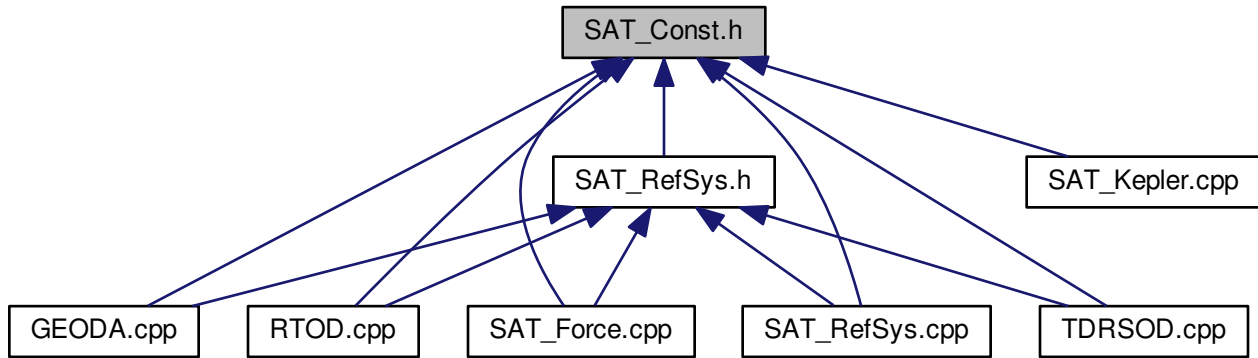 SAT_Const.h
SAT_RefSys.h
SAT_Kepler.cpp
GEODA.cpp
RTOD.cpp
SAT_Force.cpp
SAT_RefSys.cpp
TDRSOD.cpp